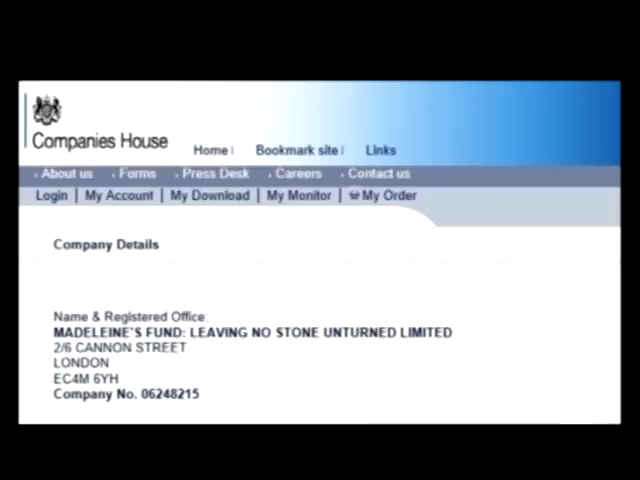 Companies House
Home | Bookmark site | Links
About us Forms Press Desk Careers Contact us
Login | My Account | My Download | My Monitor | My Order
Company Details
Name & Registered Office:
MADELEINE'S FUND: LEAVING NO STONE UNTURNED LIMITED
2/6 CANNON STREET
LONDON
EC4M 6YH
Company No. 06248215